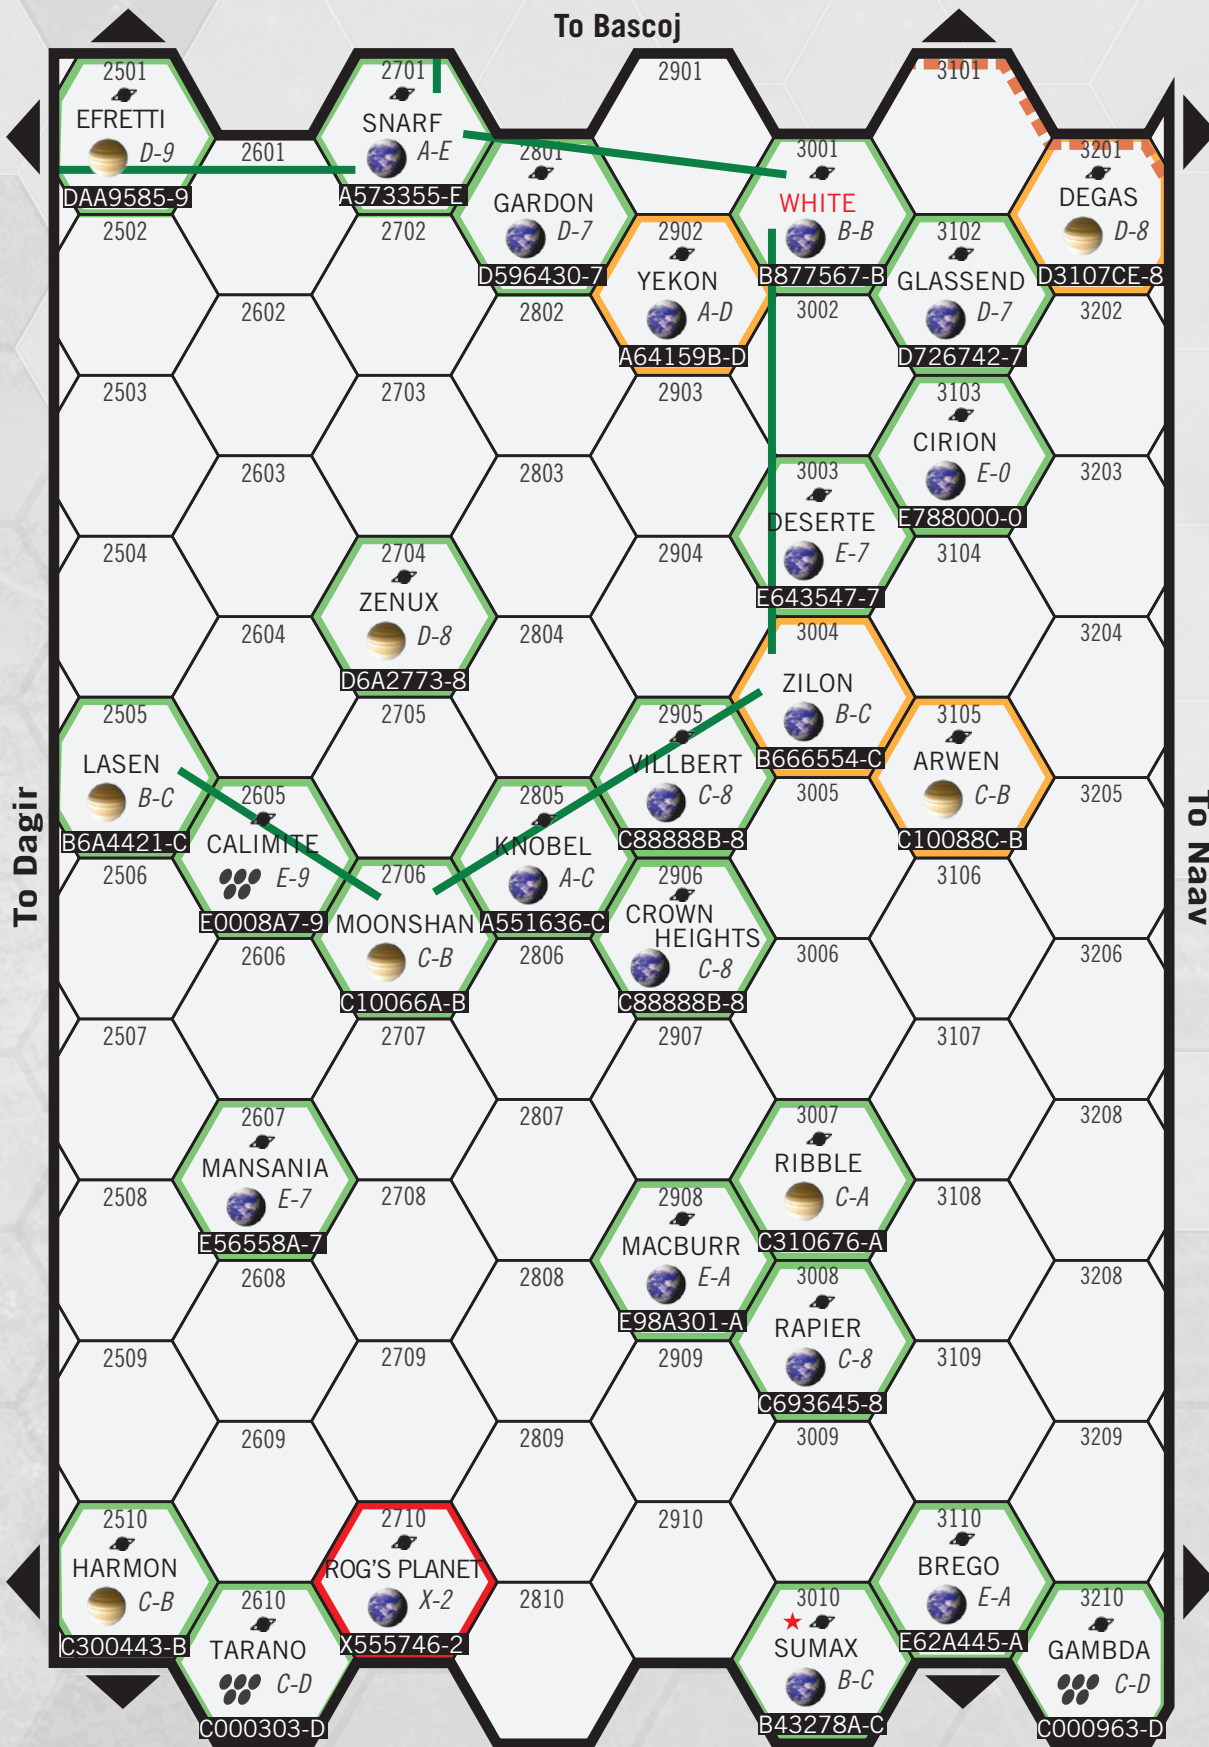 To Bascoj
2501
EFRETTI
D-9
DAA9585-9
2601
2701
SNARF
A-E
A573355-E
2801
GARDON
D-7
D596430-7
2901
3001
WHITE
B-B
B877567-B
3101
3201
DEGAS
D-8
D3107CE-8
2502
2602
2702
2802
2902
YEKON
A-D
A64159B-D
3002
3102
GLASSEND
D-7
D726742-7
3202
2503
2603
2703
2803
2903
3003
DESERTE
E-7
E643547-7
3103
CIRION
E-0
E788000-0
3203
2504
2604
2704
ZENUX
D-8
D6A2773-8
2804
2904
3004
ZILON
B-C
B666554-C
3104
3204
To Dagir
2505
LASEN
B-C
B6A4421-C
2605
CALIMITE
E-9
E0008A7-9
2705
2805
KNOBEL
A-C
A551636-C
2905
VILLBERT
C-8
C88888B-8
3005
3105
ARWEN
C-B
C10088C-B
3205
To Naav
2506
2606
2706
MOONSHAN
C-B
C10066A-B
2806
2906
CROWN
HEIGHTS
C-8
C88888B-8
3006
3106
3206
2507
2607
MANSANIA
E-7
E56558A-7
2707
2807
2907
3007
RIBBLE
C-A
C310676-A
3107
3208
2508
2608
2708
2808
2908
MACBURR
E-A
E98A301-A
3008
RAPIER
C-8
C693645-8
3108
3208
2509
2609
2709
2809
2909
3009
3109
3209
2510
HARMON
C-B
C300443-B
2610
TARANO
C-D
C000303-D
2710
ROG'S PLANET
X-2
X555746-2
2810
2910
3010
SUMAX
B-C
B43278A-C
3110
BREGO
E-A
E62A445-A
3210
GAMBDA
C-D
C000963-D